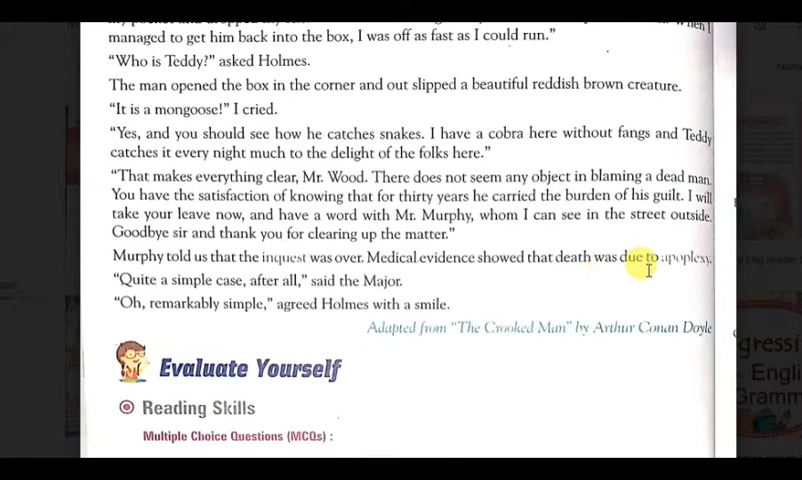 managed to get him back into the box, I was off as fast as I could run."
"Who is Teddy?" asked Holmes.
The man opened the box in the corner and out slipped a beautiful reddish brown creature.
"It is a mongoose!" I cried.
"Yes, and you should see how he catches snakes. I have a cobra here without fangs and Teddy
catches it every night much to the delight of the folks here."
"That makes everything clear, Mr. Wood. There does not seem any object in blaming a dead man.
You have the satisfaction of knowing that for thirty years he carried the burden of his guilt. I will
take your leave now, and have a word with Mr. Murphy, whom I can see in the street outside.
Goodbye sir and thank you for clearing up the matter."
Murphy told us that the inquest was over. Medical evidence showed that death was due to apoplexy.
"Quite a simple case, after all," said the Major.
"Oh, remarkably simple," agreed Holmes with a smile.
Adapted from "The Crooked Man" by Arthur Conan Doyle
Evaluate Yourself
Reading Skills
Multiple Choice Questions (MCQs) :
Eng reader
gressi
Engli
Gramm